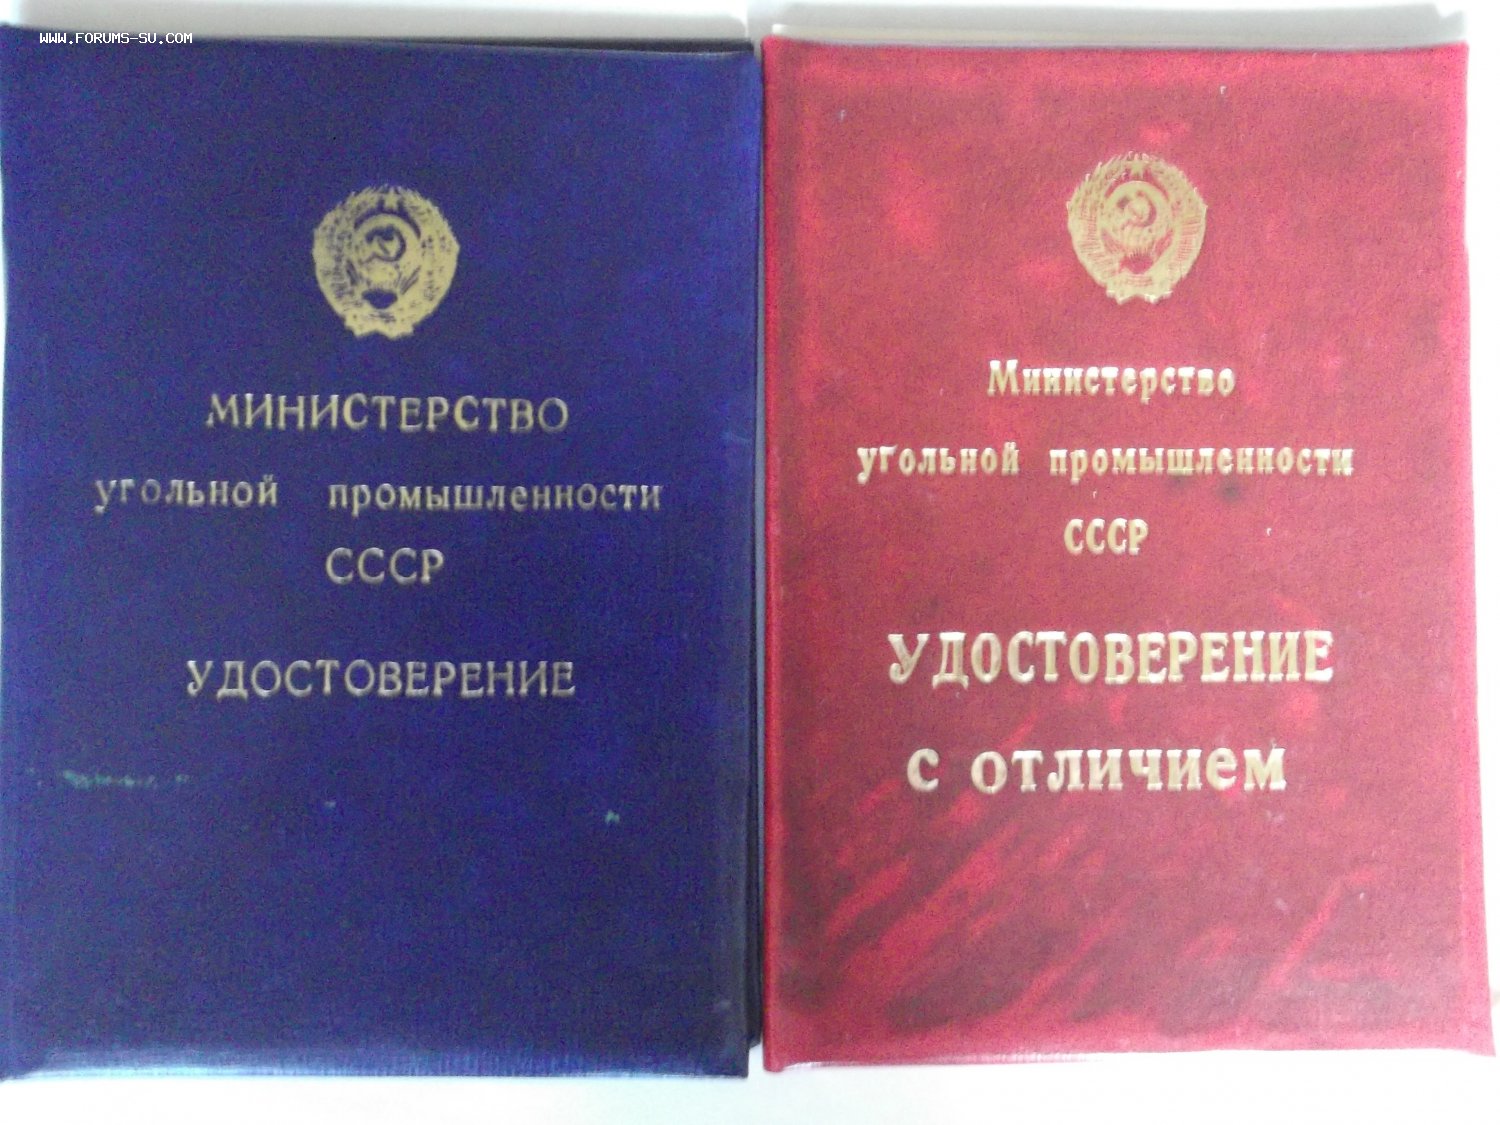 WWW.FORUMS-SU.COM
МИНИСТЕРСТВО
угольной промышленности
СССР
УДОСТОВЕРЕНИЕ
Министерство
угольной промышленности
СССР
УДОСТОВЕРЕНИЕ
с отличием